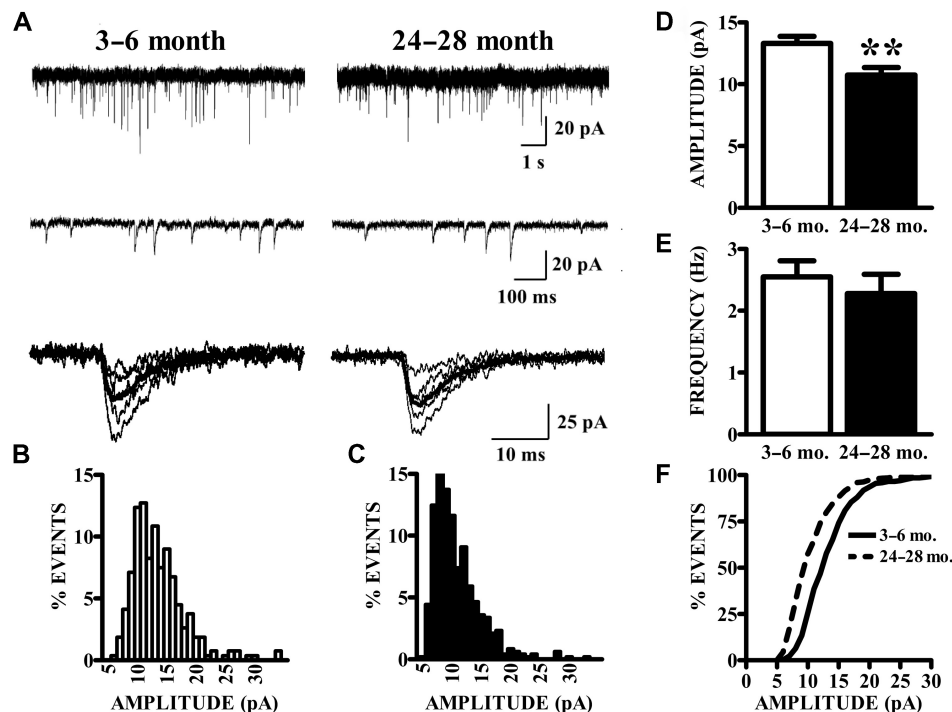 A
3–6 month
24–28 month
20 pA
1 s
20 pA
100 ms
25 pA
10 ms
B
15
10
5
0
% EVENTS
5
10
15
20
25
30
AMPLITUDE (pA)
C
15
10
5
0
% EVENTS
5
10
15
20
25
30
AMPLITUDE (pA)
D
15
10
5
0
AMPLITUDE (pA)
**
3–6 mo. 24–28 mo.
E
3
2
1
0
FREQUENCY (Hz)
3–6 mo. 24–28 mo.
F
100
75
50
25
0
% EVENTS
3–6 mo.
24–28 mo.
0 5 10 15 20 25 30
AMPLITUDE (pA)